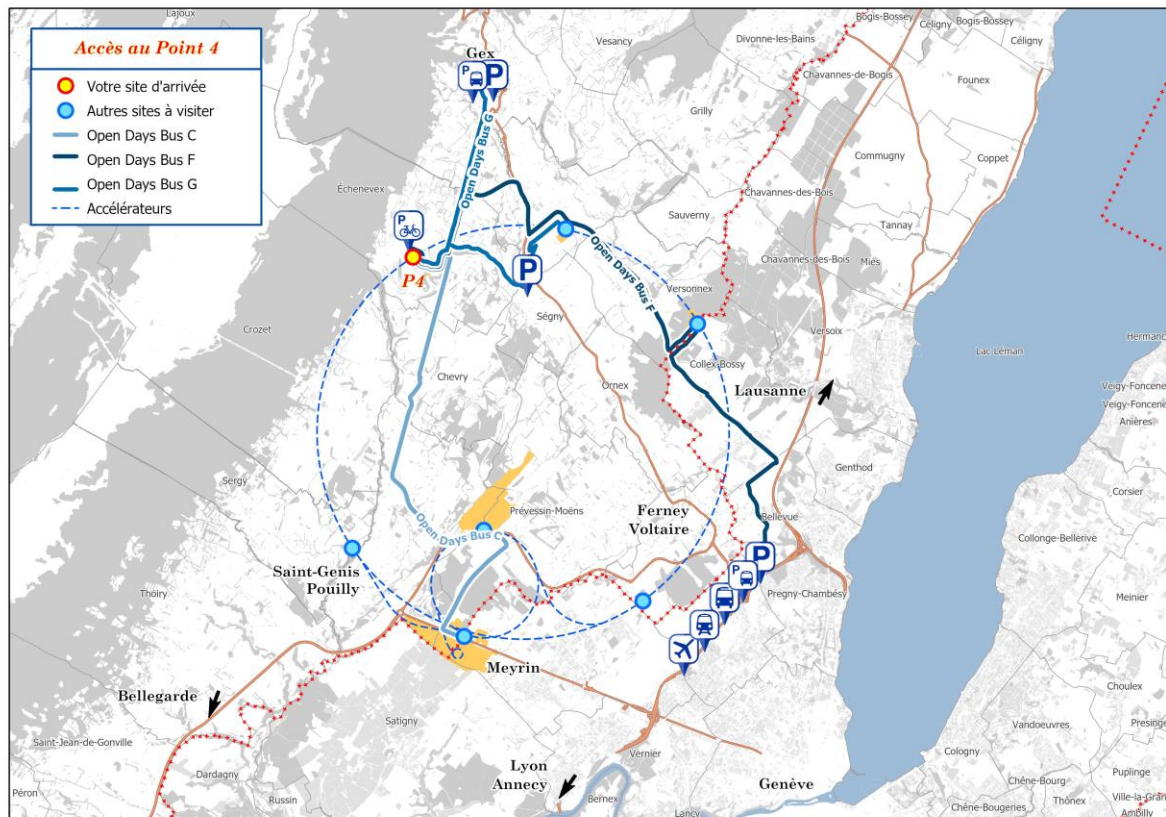 Accès au Point 4
Votre site d'arrivée
Autres sites à visiter
Open Days Bus C
Open Days Bus F
Open Days Bus G
Accélérateurs
Lajoux
Gex
P
P
Vesancy
Divonne-les-Bains
Bogis-Bossey
Céligny
Bogis-Bossey
Céligny
Chavannes-de-Bogis
Founex
Grilly
Commugny
Coppet
Open Days Bus G
Échenevex
Chavannes-des-Bois
Sauverny
Tannay
P
Open Days Bus F
Chavannes-des-Bois
Mies
P4
P
Versonnex
Ségny
Crozet
Versoix
Hermance
Lac Léman
Collex-Bossy
Chevry
Ornex
Lausanne
Veigy-Foncenex
Veigy-Foncenex
Anières
Genthod
Sergy
Corsier
Prévessin-Moëns
Ferney
Voltaire
Bellevue
Open Days Bus C
Collonge-Bellerive
P
Saint-Genis
Pouilly
P
Thoiry
Pregny-Chambésy
Meinier
Meyrin
Bellegarde
Choulex
Satigny
Vandoeuvres
Presinge
Saint-Jean-de-Gonville
Vernier
Cologny
Lyon
Annecy
Puplinge
Dardagny
Genève
Chêne-Bourg
Péron
Russin
Bernex
Thônex
Ville-la-Grand
Lancy
Chêne-Bougeries
Ambilly